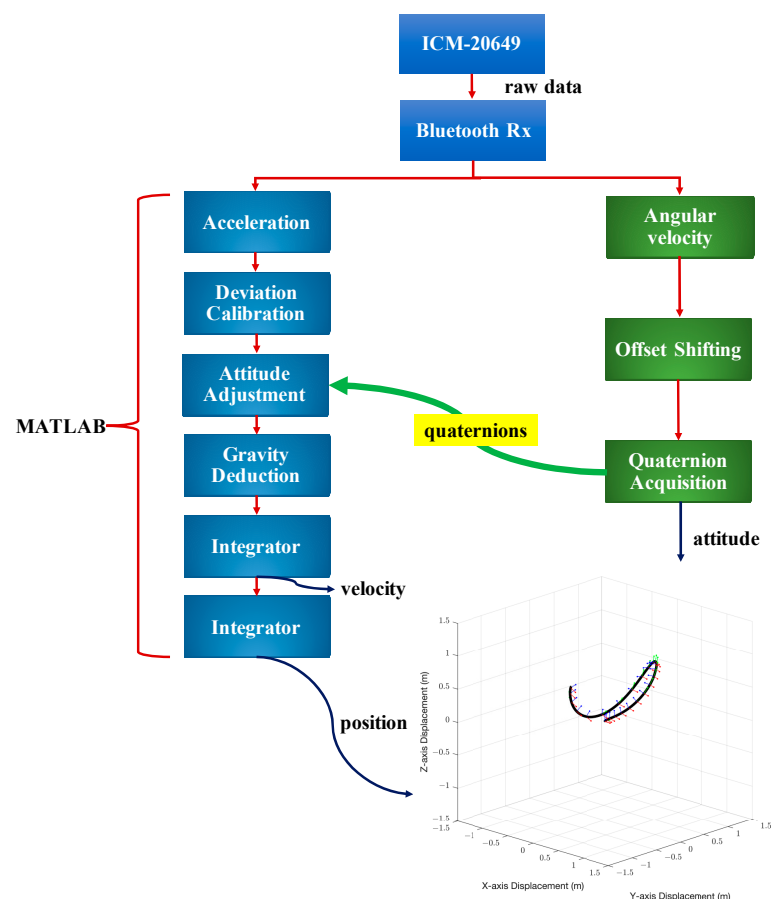 ICM-20649
raw data
Bluetooth Rx
Acceleration
Angular
velocity
Deviation
Calibration
Offset Shifting
Attitude
Adjustment
MATLAB
quaternions
Gravity
Deduction
Quaternion
Acquisition
attitude
Integrator
velocity
Integrator
position
1.5
1
0.5
0
−0.5
−1
−1.5
Z-axis Displacement (m)
−1.5
−1
−0.5
0
0.5
1
1.5
X-axis Displacement (m)
−1.5
−1
−0.5
0
0.5
1
1.5
Y-axis Displacement (m)